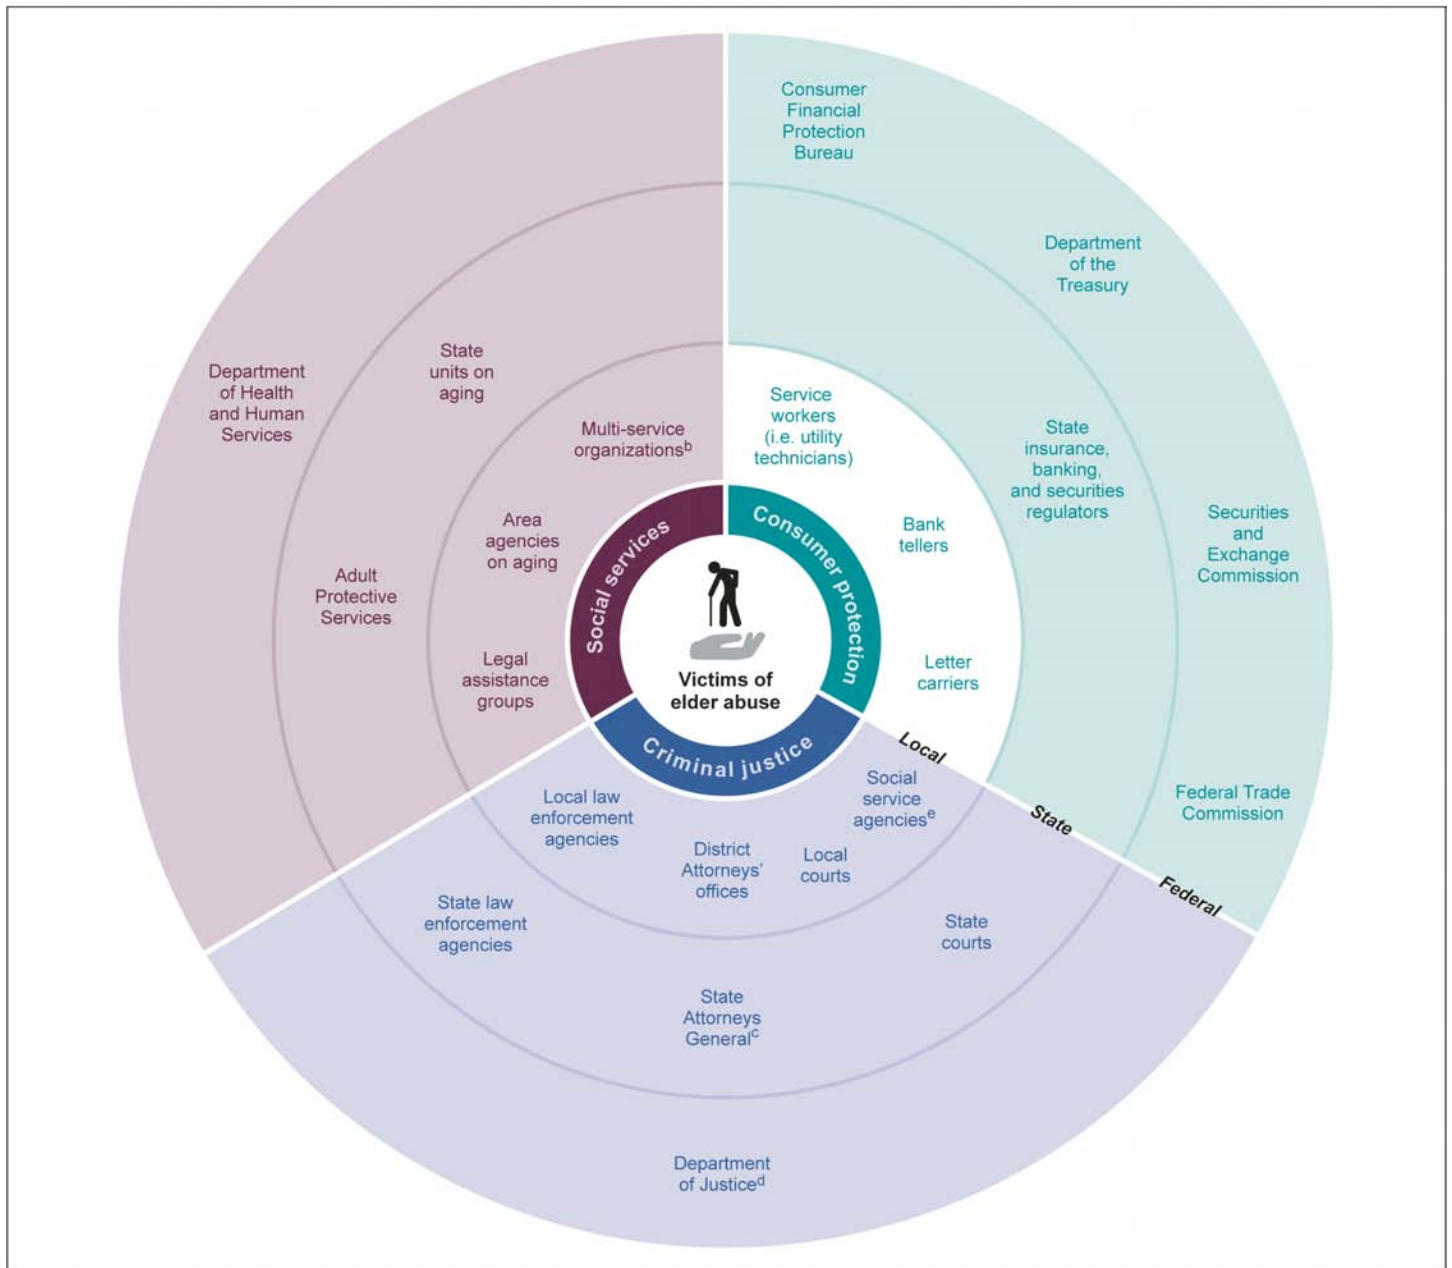 Consumer
Financial
Protection
Bureau
Department
of the
Treasury
Securities
and
Exchange
Commission
Federal Trade
Commission
State
insurance,
banking,
and securities
regulators
Service
workers
(i.e. utility
technicians)
Bank
tellers
Letter
carriers
Consumer protection
Department
of Health
and Human
Services
State
units on
aging
Adult
Protective
Services
Multi-service
organizationsb
Area
agencies
on aging
Legal
assistance
groups
Social services
Victims of
elder abuse
Criminal justice
Local
State
Federal
Local law
enforcement
agencies
District
Attorneys’
offices
Local
courts
Social
service
agenciese
State law
enforcement
agencies
State
Attorneys
Generalc
State
courts
Department
of Justiced